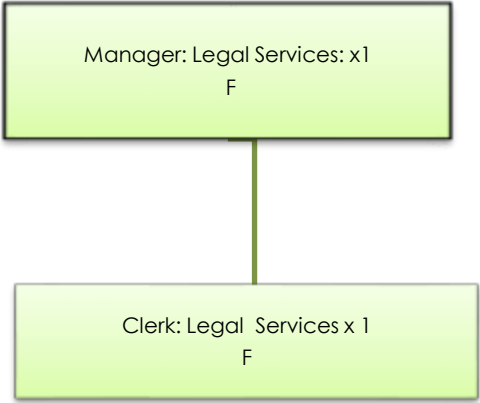 Manager: Legal Services: x1
F
Clerk: Legal Services x 1
F